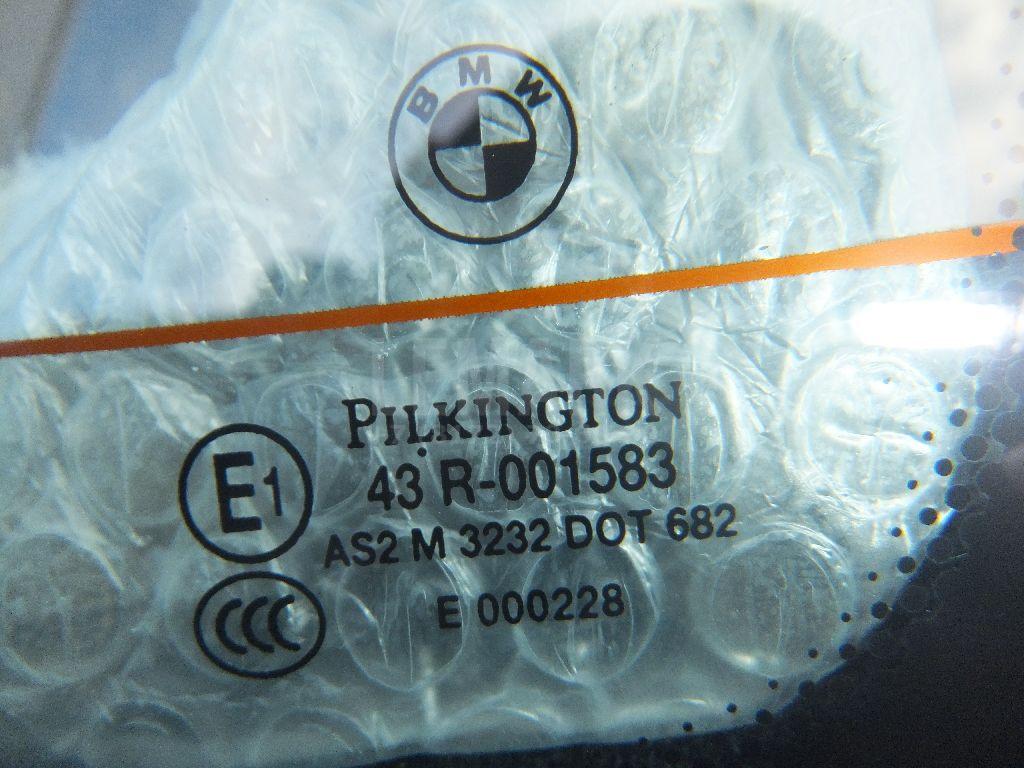 BMW
PILKINGTON
E1 43 R-001583
AS2 M 3232 DOT 682
CCC E 000228